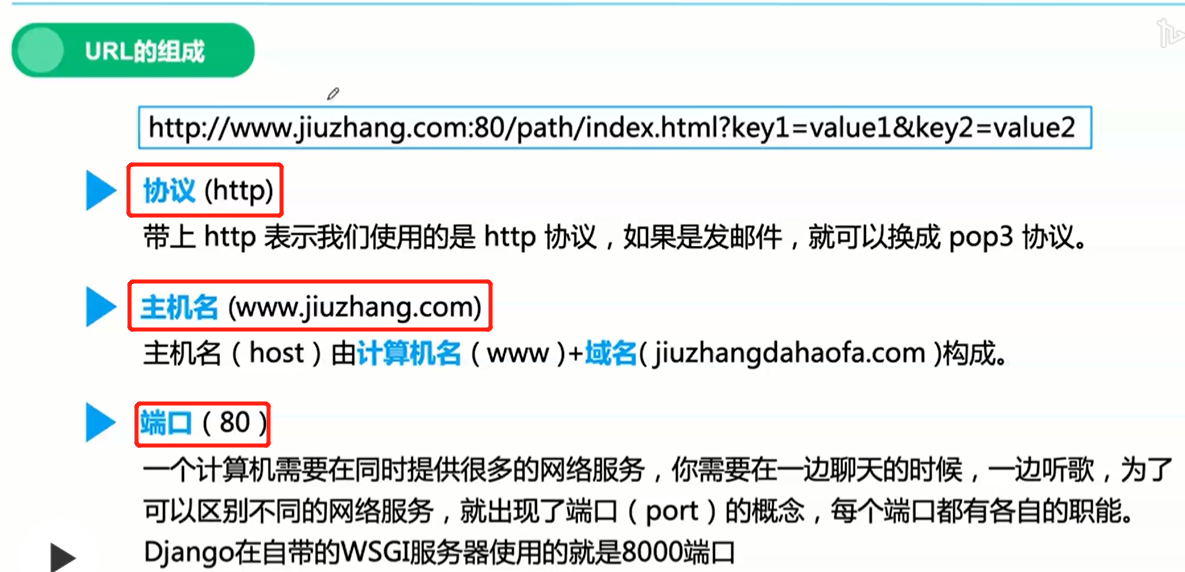 URL的组成
http://www.jiuzhang.com:80/path/index.html?key1=value1&key2=value2
协议 (http)
带上 http 表示我们使用的是 http 协议，如果是发邮件，就可以换成 pop3 协议。
主机名 (www.jiuzhang.com)
主机名（host）由计算机名（www）+域名( jiuzhangdahaofa.com )构成。
端口（80）
一个计算机需要在同时提供很多的网络服务，你需要在一边聊天的时候，一边听歌，为了
可以区别不同的网络服务，就出现了端口（port）的概念，每个端口都有各自的职能。
Django在自带的WSGI服务器使用的就是8000端口